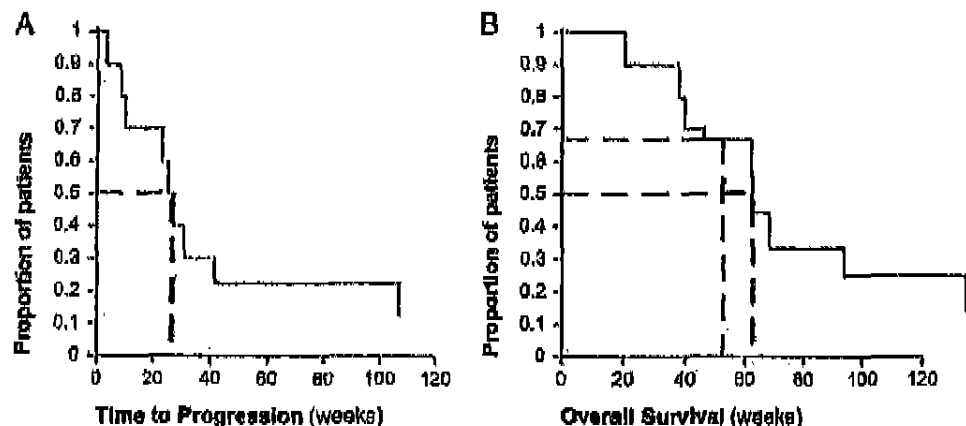 A
Proportion of patients
1
0.9
0.8
0.7
0.6
0.5
0.4
0.3
0.2
0.1
0
0 20 40 60 80 100 120
Time to Progression (weeks)
B
Proportion of patients
1
0.9
0.8
0.7
0.6
0.5
0.4
0.3
0.2
0.1
0
0 20 40 60 80 100 120
Overall Survival (weeks)